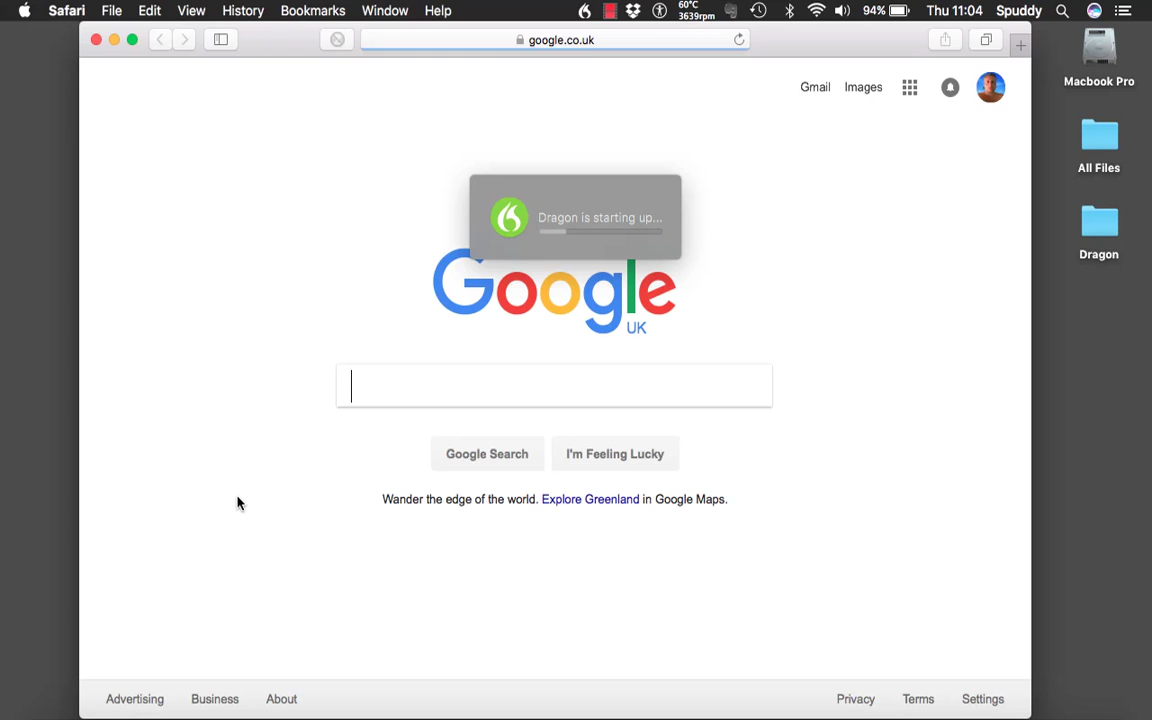 Safari File Edit View History Bookmarks Window Help 60°C 3639rpm 94% Thu 11:04 Spuddy
google.co.uk
Macbook Pro
Gmail Images
All Files
Dragon is starting up...
Dragon
Google
UK
Google Search I'm Feeling Lucky
Wander the edge of the world. Explore Greenland in Google Maps.
Advertising Business About Privacy Terms Settings